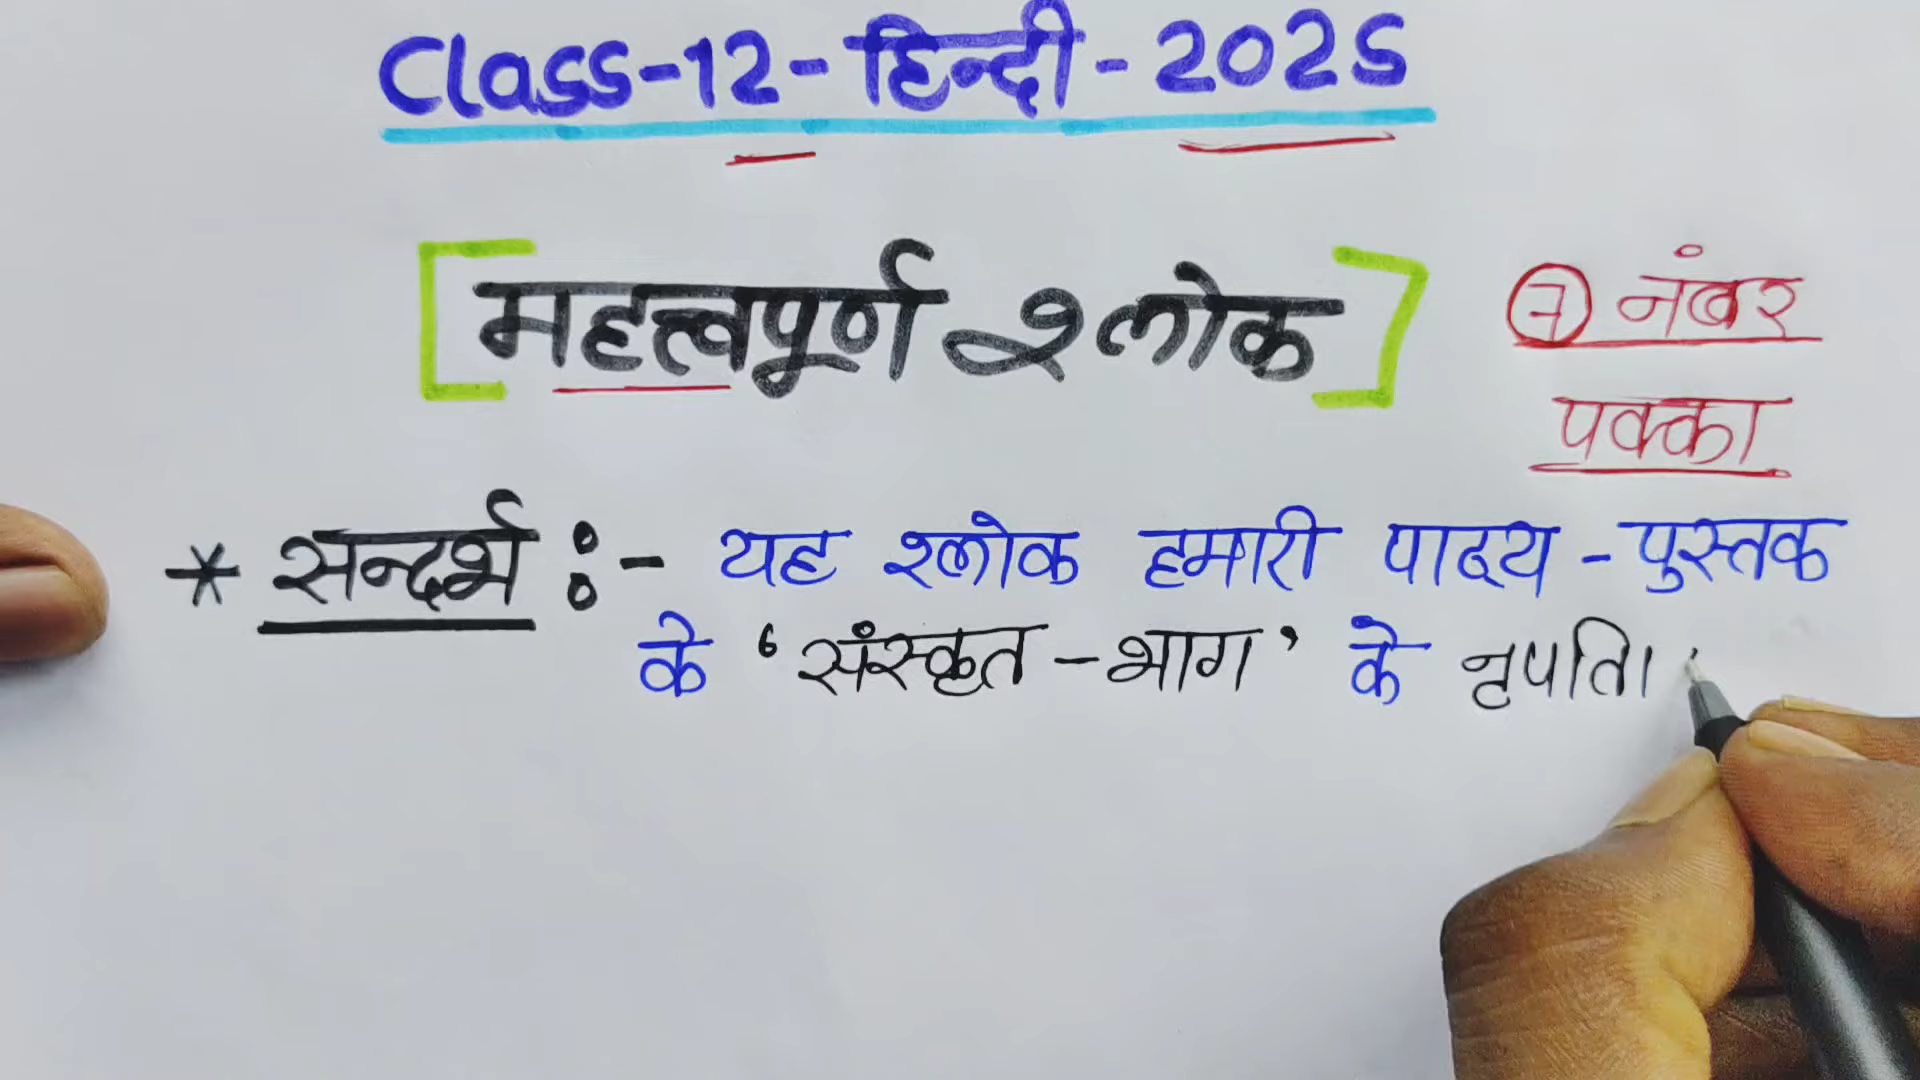 Class-12-हिन्दी-2025
[महत्त्वपूर्ण श्लोक]
7 नंबर
पक्का
* सन्दर्भ :- यह श्लोक हमारी पाठ्य-पुस्तक
के ‘संस्कृत-भाग’ के नृपति